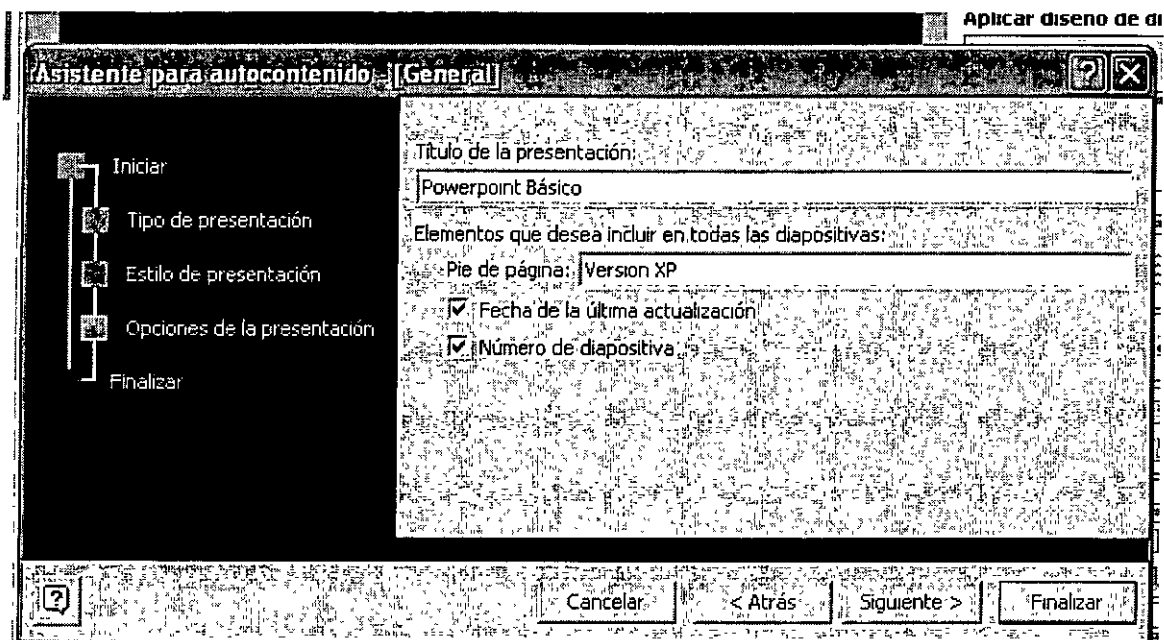 Aplicar diseño de di
Asistente para autocontenido - [General]
Iniciar
Tipo de presentación
Estilo de presentación
Opciones de la presentación
Finalizar
Título de la presentación:
Powerpoint Básico
Elementos que desea incluir en todas las diapositivas:
Pie de página: Version XP
Fecha de la última actualización
Número de diapositiva
Cancelar < Atrás Siguiente > Finalizar